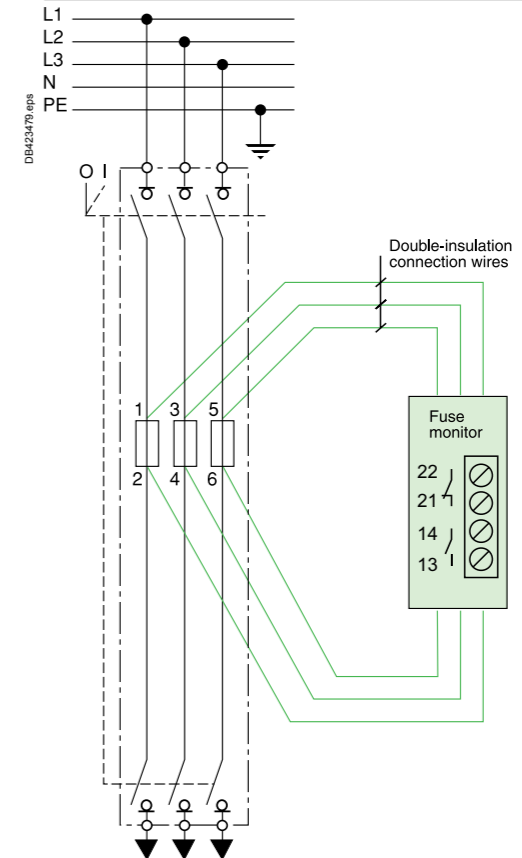 L1
L2
L3
N
PE
DB423479.eps
O I
Double-insulation
connection wires
1 3 5
2 4 6
Fuse
monitor
22
21
14
13